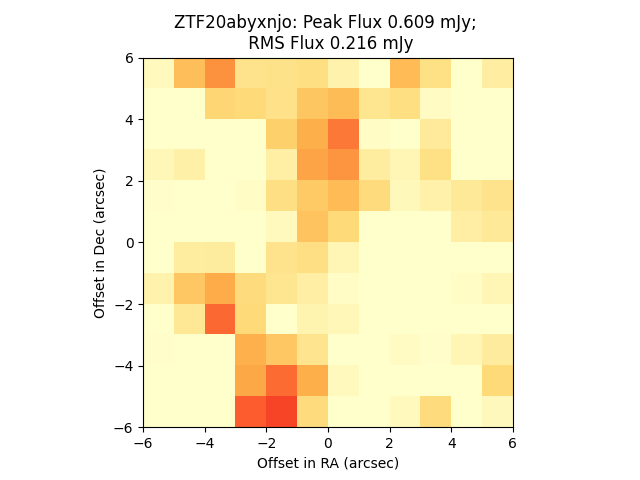 ZTF20abyxnjo: Peak Flux 0.609 mJy;
RMS Flux 0.216 mJy
6
4
2
0
−2
−4
−6
Offset in Dec (arcsec)
−6 −4 −2 0 2 4 6
Offset in RA (arcsec)